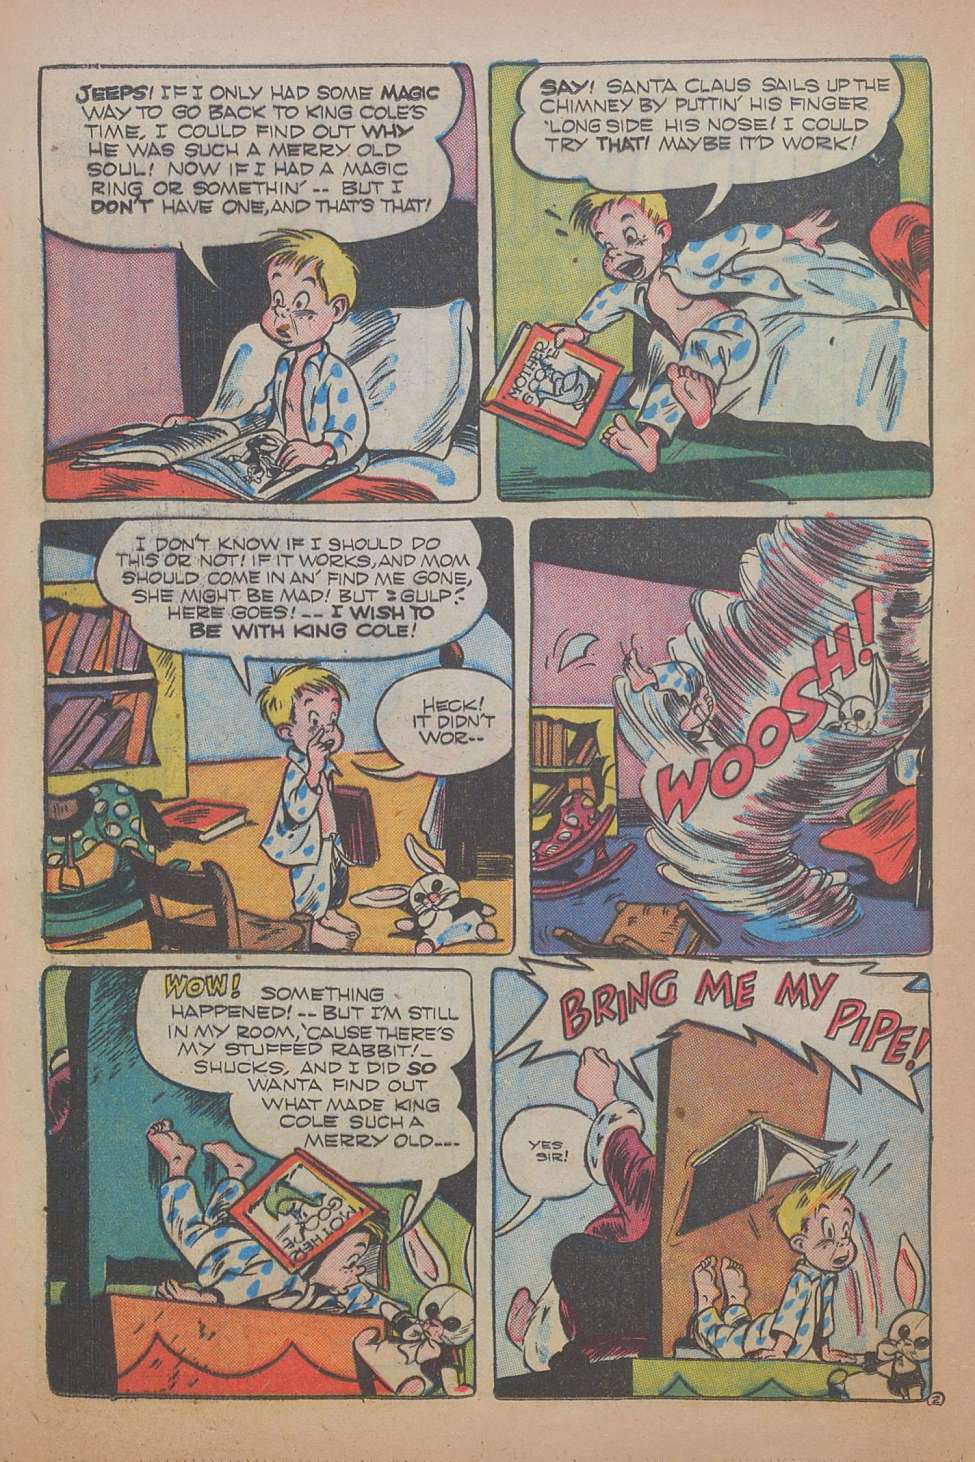 JEEPS! IF I ONLY HAD SOME MAGIC
WAY TO GO BACK TO KING COLE'S
TIME, I COULD FIND OUT WHY
HE WAS SUCH A MERRY OLD
SOUL! NOW IF I HAD A MAGIC
RING OR SOMETHIN' -- BUT I
DON'T HAVE ONE, AND THAT'S THAT!
SAY! SANTA CLAUS SAILS UP THE
CHIMNEY BY PUTTIN' HIS FINGER
'LONG SIDE HIS NOSE! I COULD
TRY THAT! MAYBE IT'D WORK!
MOTHER
GOOSE
I DON'T KNOW IF I SHOULD DO
THIS OR NOT! IF IT WORKS, AND MOM
SHOULD COME IN AN' FIND ME GONE,
SHE MIGHT BE MAD! BUT GULP
HERE GOES! -- I WISH TO
BE WITH KING COLE!
HECK!
IT DIDN'T
WOR--
WOOSH!
WOW! SOMETHING
HAPPENED! -- BUT I'M STILL
IN MY ROOM, 'CAUSE THERE'S
MY STUFFED RABBIT! -
SHUCKS, AND I DID SO
WANTA FIND OUT
WHAT MADE KING
COLE SUCH A
MERRY OLD ---
MOTHER
GOOSE
BRING ME MY
PIPE!
YES
SIR!
2